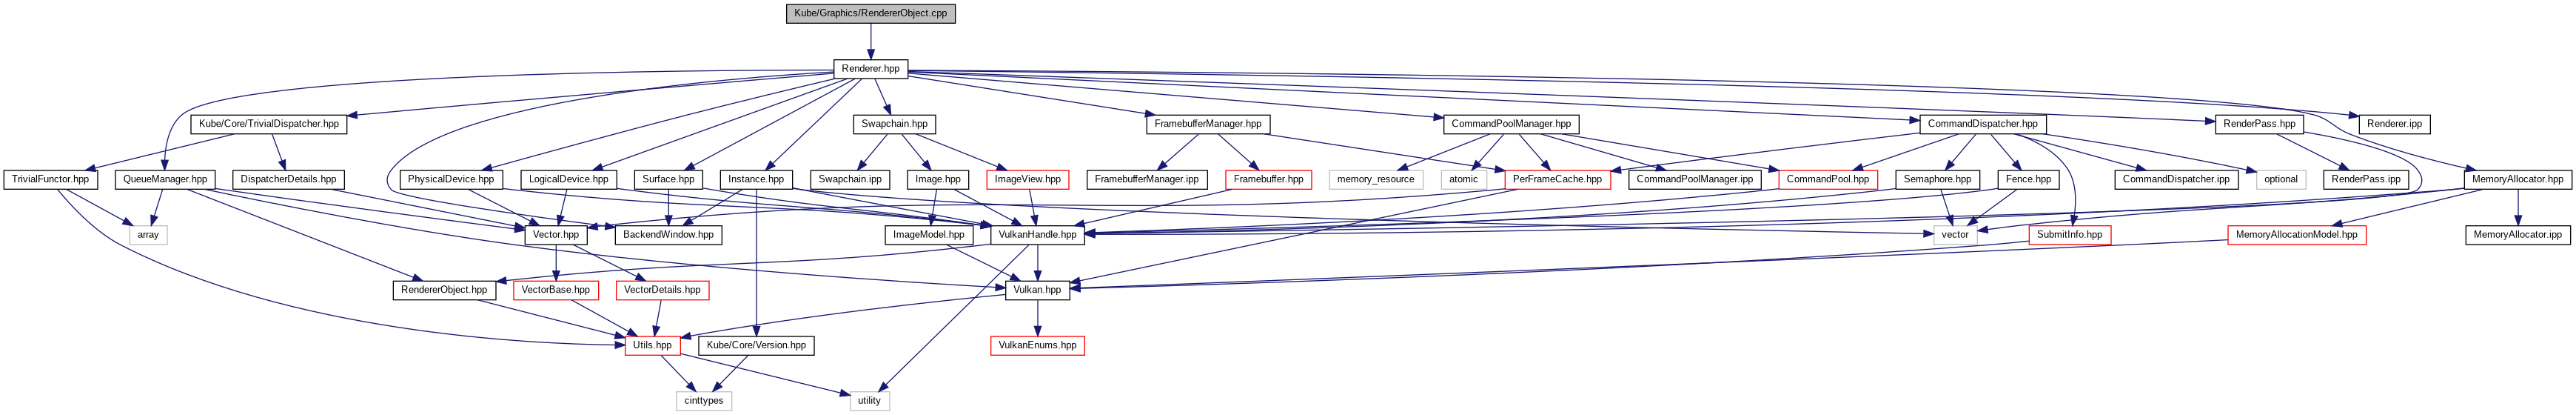 Kube/Graphics/RendererObject.cpp
Renderer.hpp
Kube/Core/TrivialDispatcher.hpp
Swapchain.hpp
FramebufferManager.hpp
CommandPoolManager.hpp
CommandDispatcher.hpp
RenderPass.hpp
Renderer.ipp
TrivialFunctor.hpp
QueueManager.hpp
DispatcherDetails.hpp
PhysicalDevice.hpp
LogicalDevice.hpp
Surface.hpp
Instance.hpp
Swapchain.ipp
Image.hpp
ImageView.hpp
FramebufferManager.ipp
Framebuffer.hpp
memory_resource
atomic
PerFrameCache.hpp
CommandPoolManager.ipp
CommandPool.hpp
Semaphore.hpp
Fence.hpp
CommandDispatcher.ipp
optional
RenderPass.ipp
MemoryAllocator.hpp
array
Vector.hpp
BackendWindow.hpp
ImageModel.hpp
VulkanHandle.hpp
vector
SubmitInfo.hpp
MemoryAllocationModel.hpp
MemoryAllocator.ipp
RendererObject.hpp
VectorBase.hpp
VectorDetails.hpp
Vulkan.hpp
Utils.hpp
Kube/Core/Version.hpp
VulkanEnums.hpp
cinttypes
utility